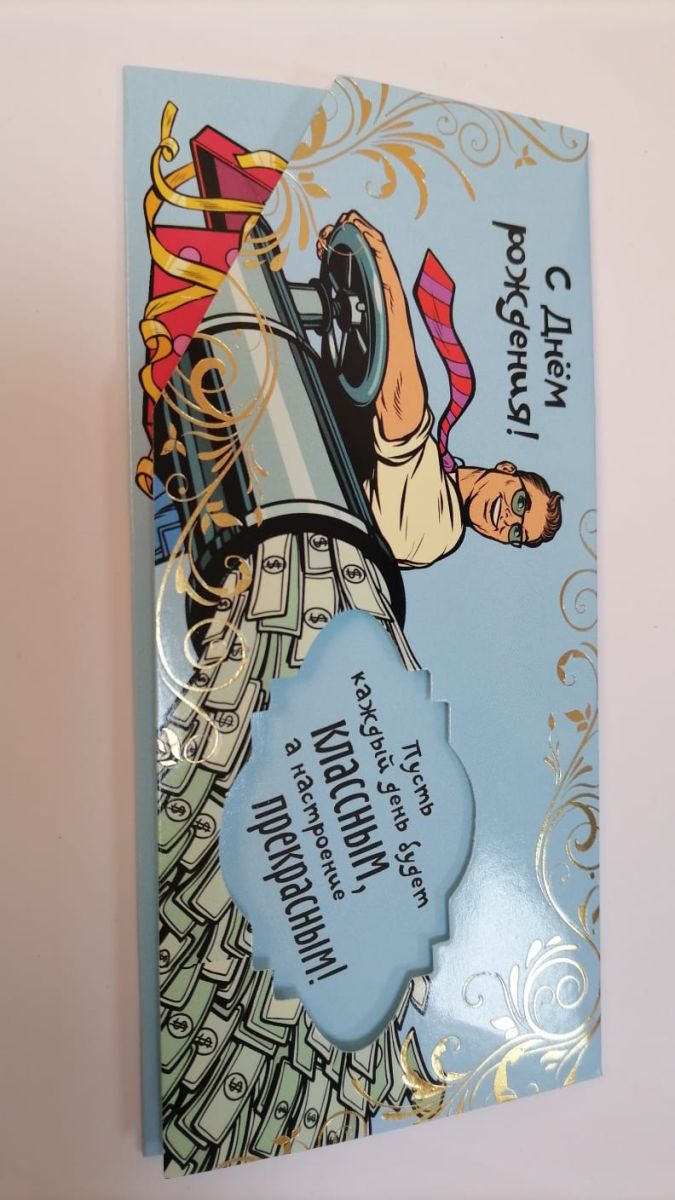 С Днём
рождения!
Пусть
каждый день будет
классным,
а настроение
прекрасным!